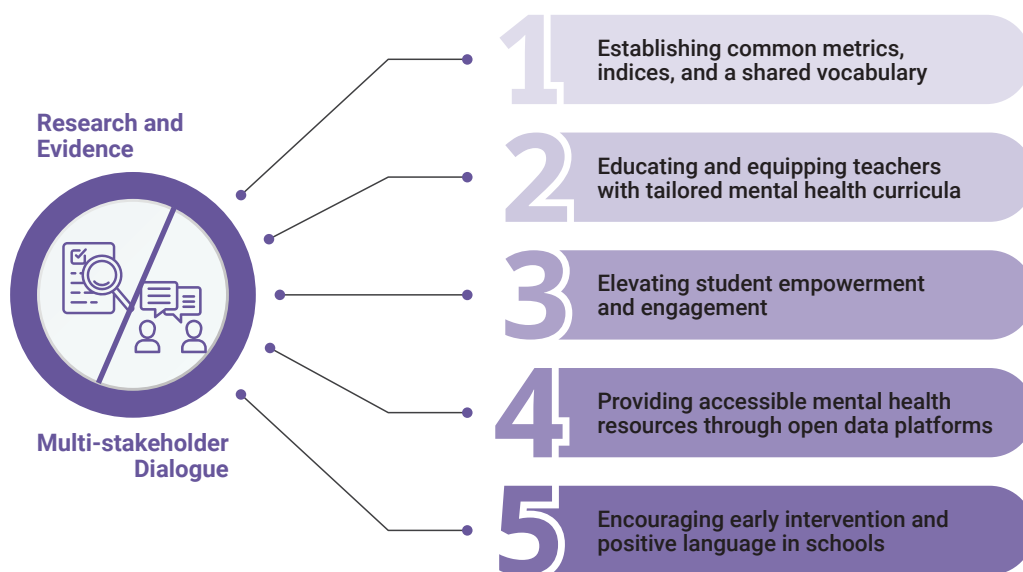 Research and
Evidence
Multi-stakeholder
Dialogue
1
Establishing common metrics,
indices, and a shared vocabulary
2
Educating and equipping teachers
with tailored mental health curricula
3
Elevating student empowerment
and engagement
4
Providing accessible mental health
resources through open data platforms
5
Encouraging early intervention and
positive language in schools